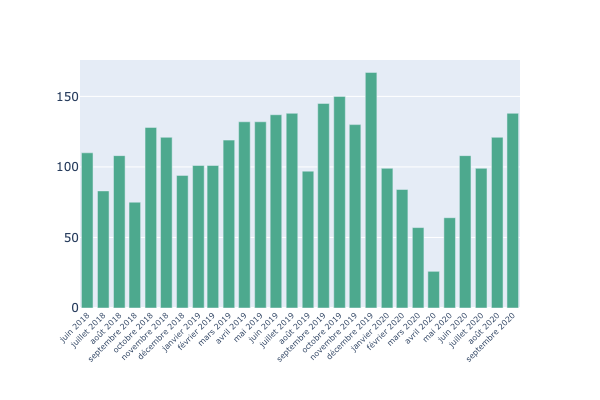 150
100
50
0
juin 2018
juillet 2018
août 2018
septembre 2018
octobre 2018
novembre 2018
décembre 2018
janvier 2019
février 2019
mars 2019
avril 2019
mai 2019
juin 2019
juillet 2019
août 2019
septembre 2019
octobre 2019
novembre 2019
décembre 2019
janvier 2020
février 2020
mars 2020
avril 2020
mai 2020
juin 2020
juillet 2020
août 2020
septembre 2020